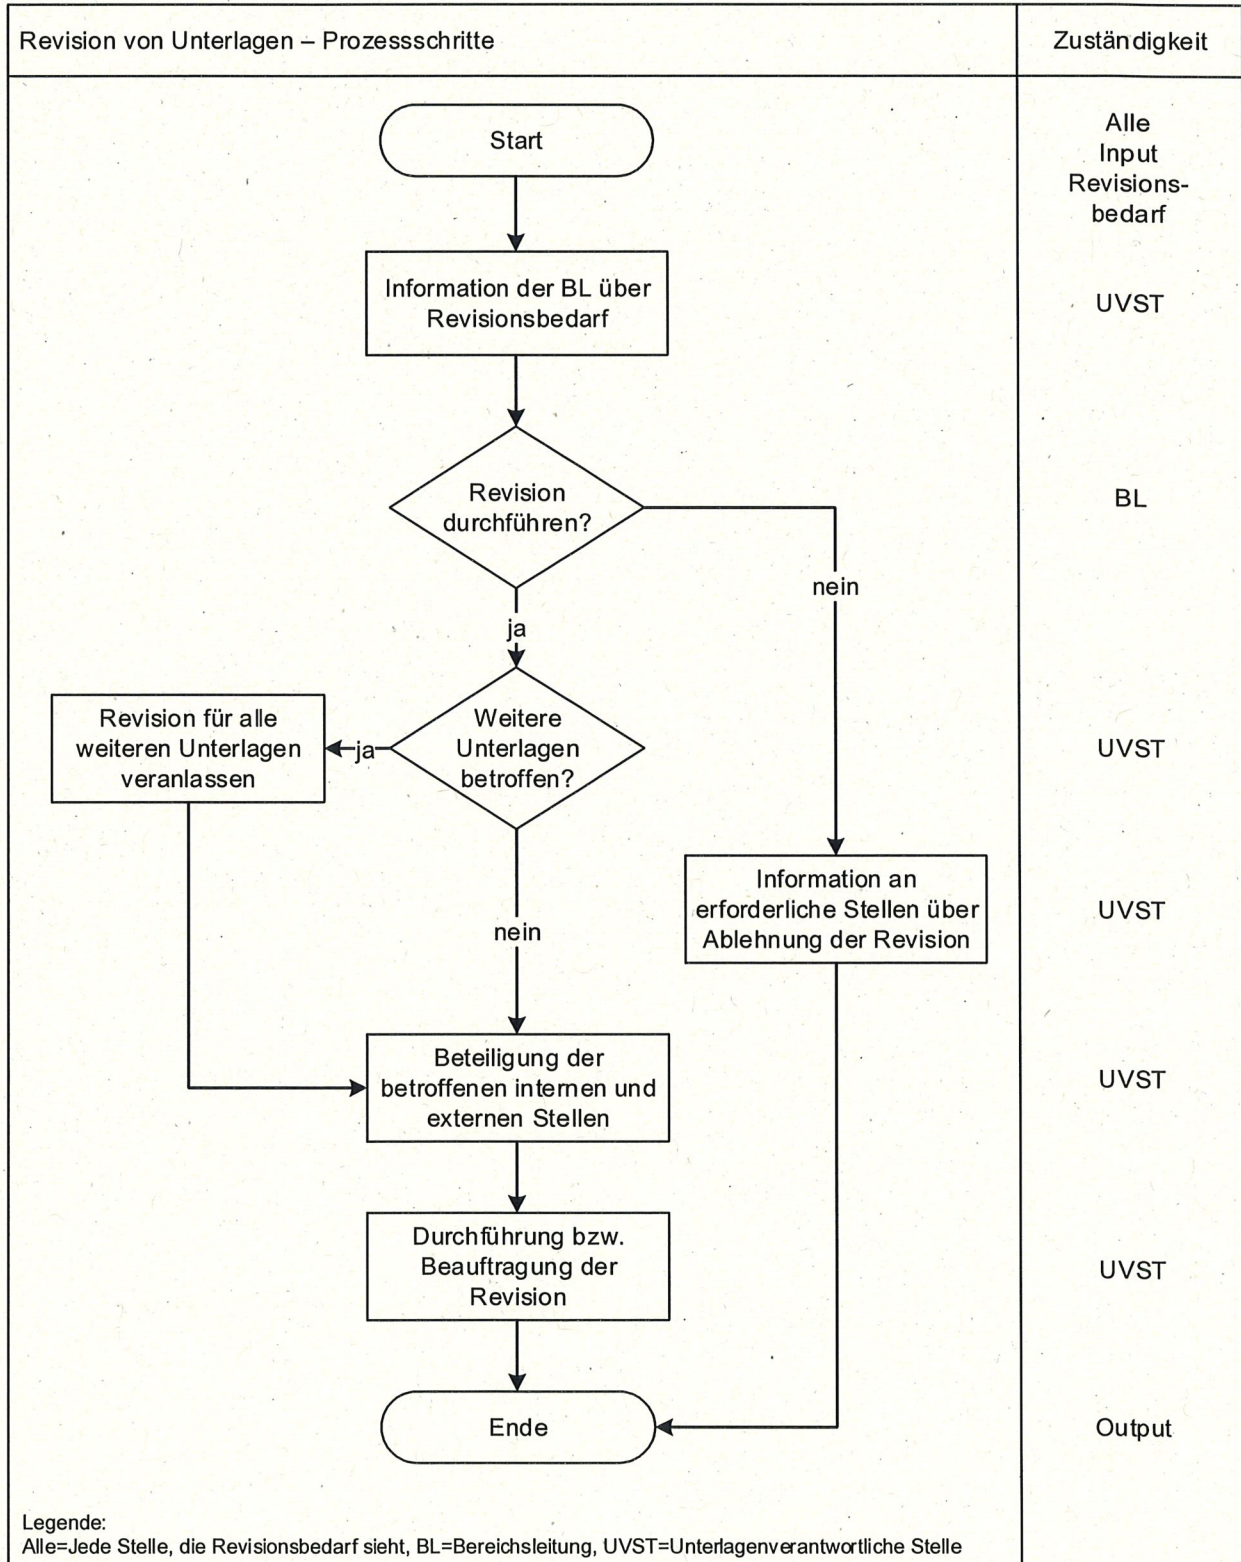 Revision von Unterlagen – Prozessschritte
Zuständigkeit
Start
Alle
Input
Revisions-
bedarf
Information der BL über
Revisionsbedarf
UVST
Revision
durchführen?
BL
nein
ja
Revision für alle
weiteren Unterlagen
veranlassen
ja
Weitere
Unterlagen
betroffen?
UVST
Information an
erforderliche Stellen über
Ablehnung der Revision
UVST
nein
Beteiligung der
betroffenen internen und
externen Stellen
UVST
Durchführung bzw.
Beauftragung der
Revision
UVST
Ende
Output
Legende:
Alle=Jede Stelle, die Revisionsbedarf sieht, BL=Bereichsleitung, UVST=Unterlagenverantwortliche Stelle